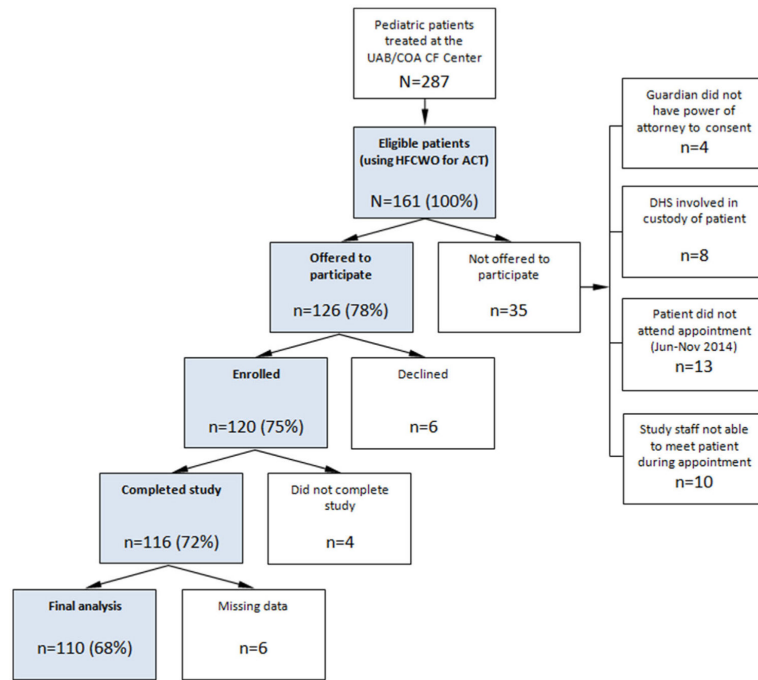 Pediatric patients
treated at the
UAB/COA CF Center
N=287
Eligible patients
(using HFCWO for ACT)
N=161 (100%)
Offered to
participate
n=126 (78%)
Not offered to
participate
n=35
Guardian did not
have power of
attorney to consent
n=4
DHS involved in
custody of patient
n=8
Patient did not
attend appointment
(Jun-Nov 2014)
n=13
Study staff not able
to meet patient
during appointment
n=10
Enrolled
n=120 (75%)
Declined
n=6
Completed study
n=116 (72%)
Did not complete
study
n=4
Final analysis
n=110 (68%)
Missing data
n=6